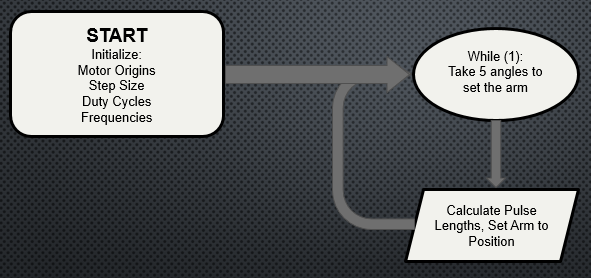 START
Initialize:
Motor Origins
Step Size
Duty Cycles
Frequencies
While (1):
Take 5 angles to
set the arm
Calculate Pulse
Lengths, Set Arm to
Position